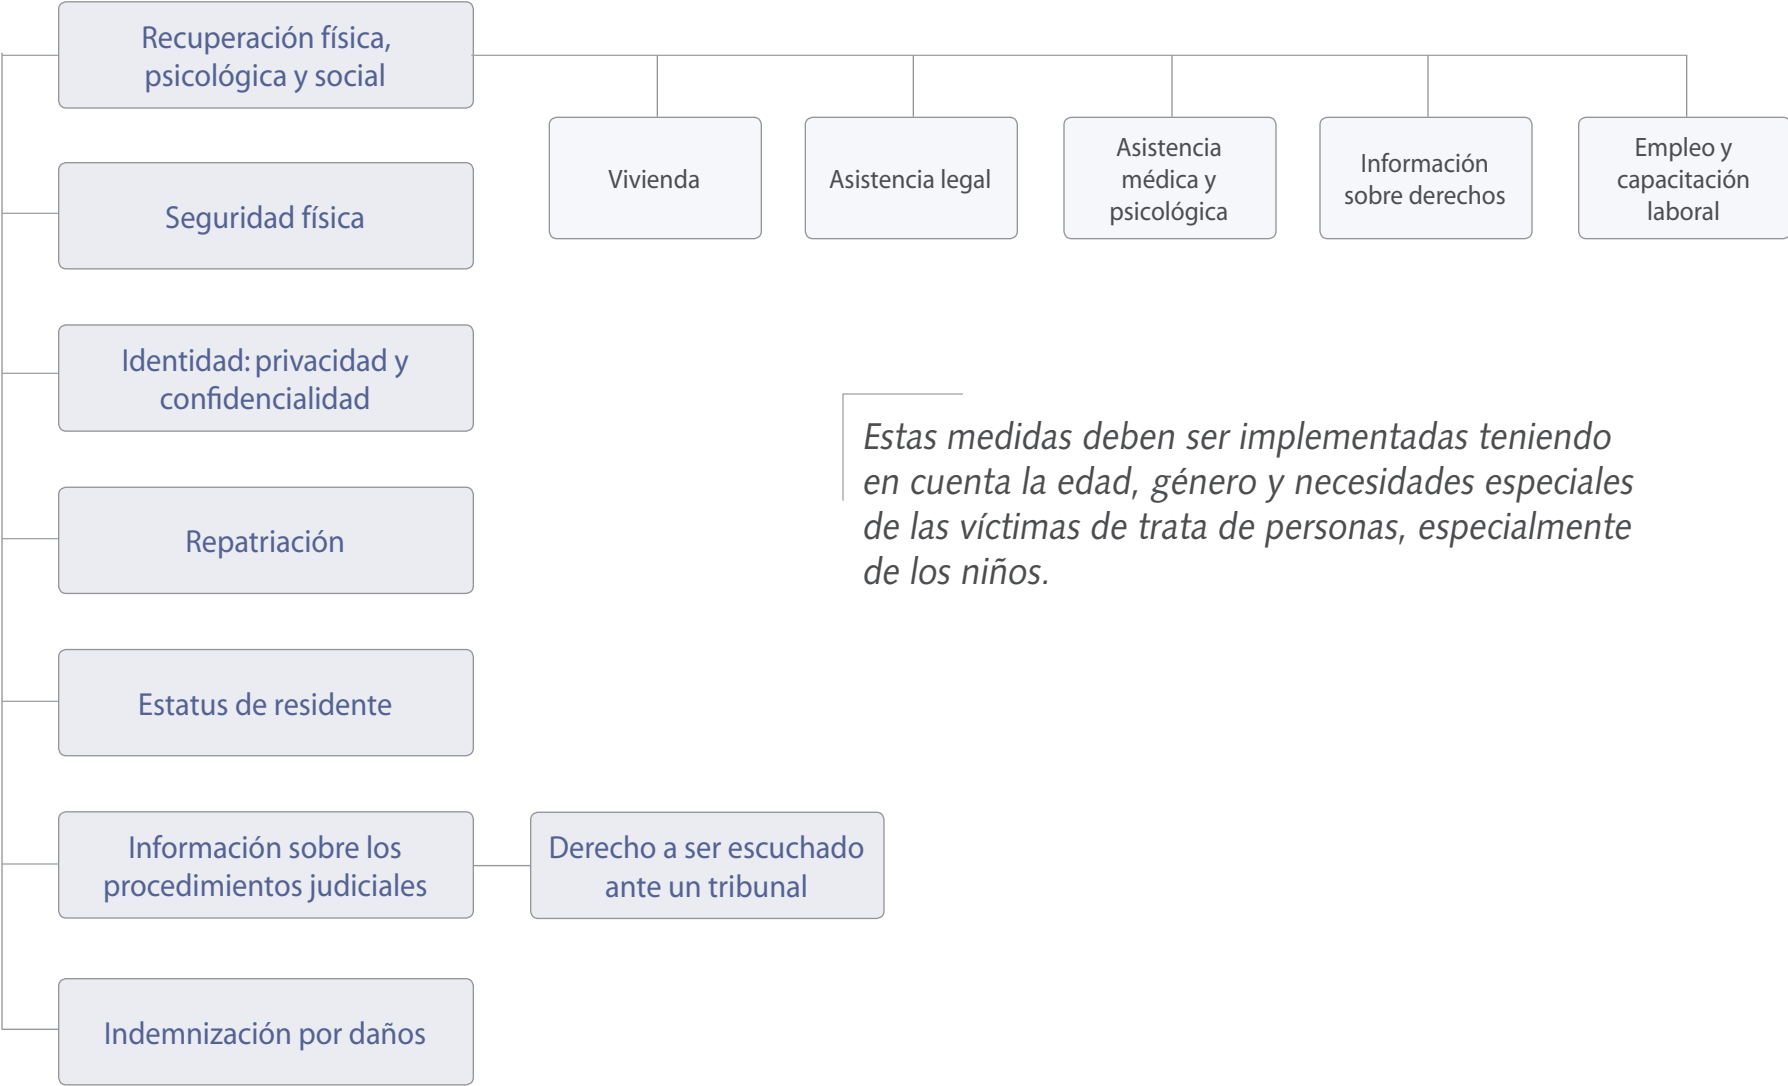 Recuperación física,
psicológica y social
Vivienda
Asistencia legal
Asistencia
médica y
psicológica
Información
sobre derechos
Empleo y
capacitación
laboral
Seguridad física
Identidad: privacidad y
confidencialidad
Estas medidas deben ser implementadas teniendo
en cuenta la edad, género y necesidades especiales
de las víctimas de trata de personas, especialmente
de los niños.
Repatriación
Estatus de residente
Información sobre los
procedimientos judiciales
Derecho a ser escuchado
ante un tribunal
Indemnización por daños